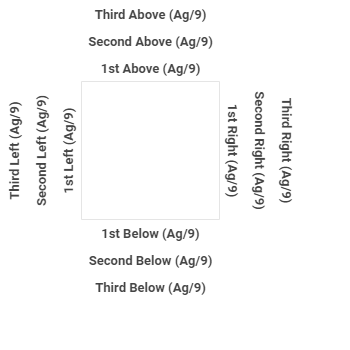 Third Above (Ag/9)
Second Above (Ag/9)
1st Above (Ag/9)
Third Left (Ag/9)
Second Left (Ag/9)
1st Left (Ag/9)
1st Right (Ag/9)
Second Right (Ag/9)
Third Right (Ag/9)
1st Below (Ag/9)
Second Below (Ag/9)
Third Below (Ag/9)